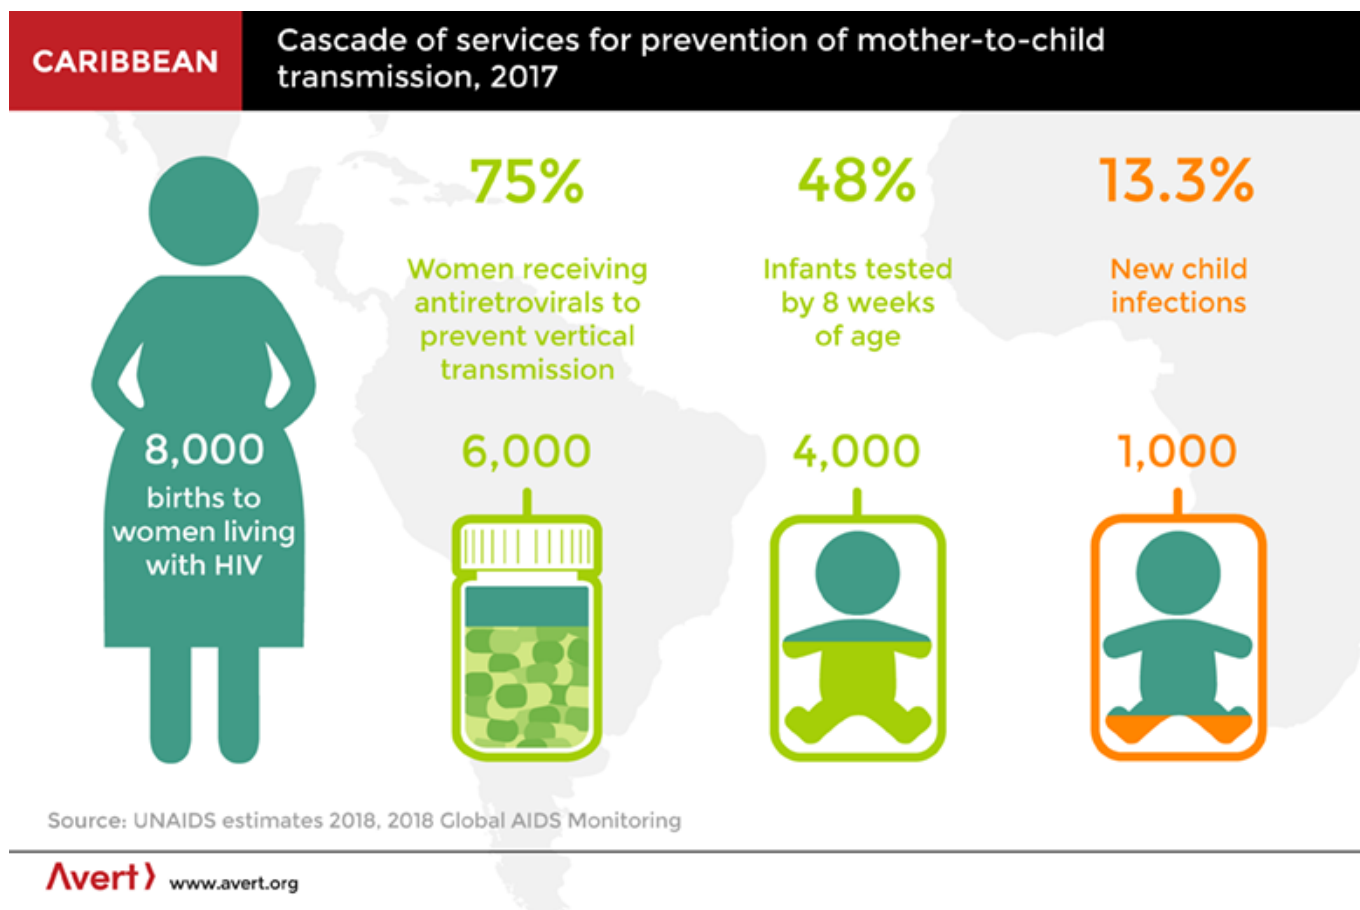 CARIBBEAN
Cascade of services for prevention of mother-to-child
transmission, 2017
8,000
births to
women living
with HIV
75%
Women receiving
antiretrovirals to
prevent vertical
transmission
6,000
48%
Infants tested
by 8 weeks
of age
4,000
13.3%
New child
infections
1,000
Source: UNAIDS estimates 2018, 2018 Global AIDS Monitoring
Avert www.avert.org